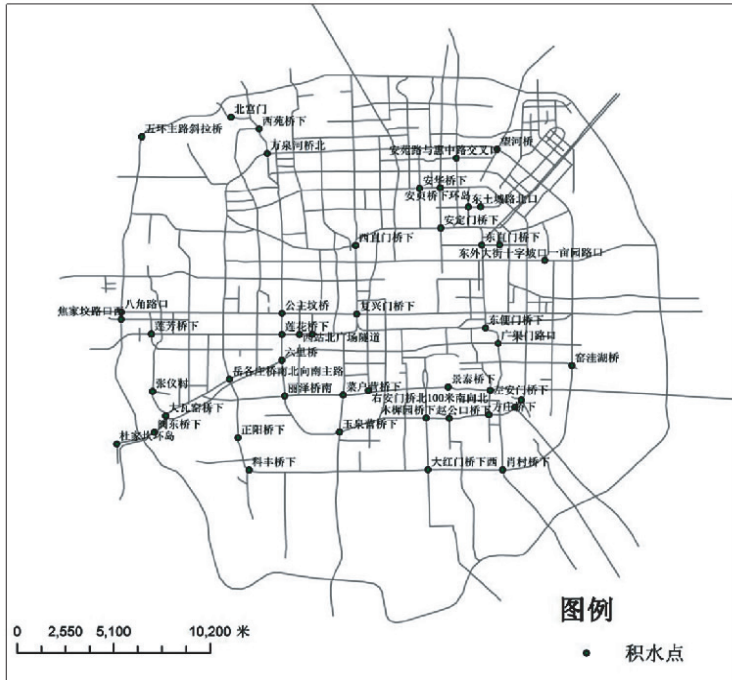 北宫门
西苑桥下
五环主路斜拉桥
万泉河桥北
望河桥
安苑路与惠中路交叉口
安华桥下
安贞桥下环岛
东土城路北口
安定门桥下
西直门桥下
东直门桥下
东外大街十字坡口
一亩园路口
八角路口
焦家坟路口西
公主坟桥
复兴门桥下
莲芳桥下
莲花桥下
西站北广场隧道
东便门桥下
广渠门路口
六里桥
窑洼湖桥
岳各庄桥南北向南主路
张仪村
丽泽桥南
菜户营桥下
景泰桥下
左安门桥下
右安门桥北100米南向北
大瓦窑桥下
木樨园桥下
赵公口桥下
方庄桥下
杜家坎环岛
正阳桥下
玉泉营桥下
科丰桥下
大红门桥下西
肖村桥下
图例
0 2,550 5,100 10,200 米
积水点